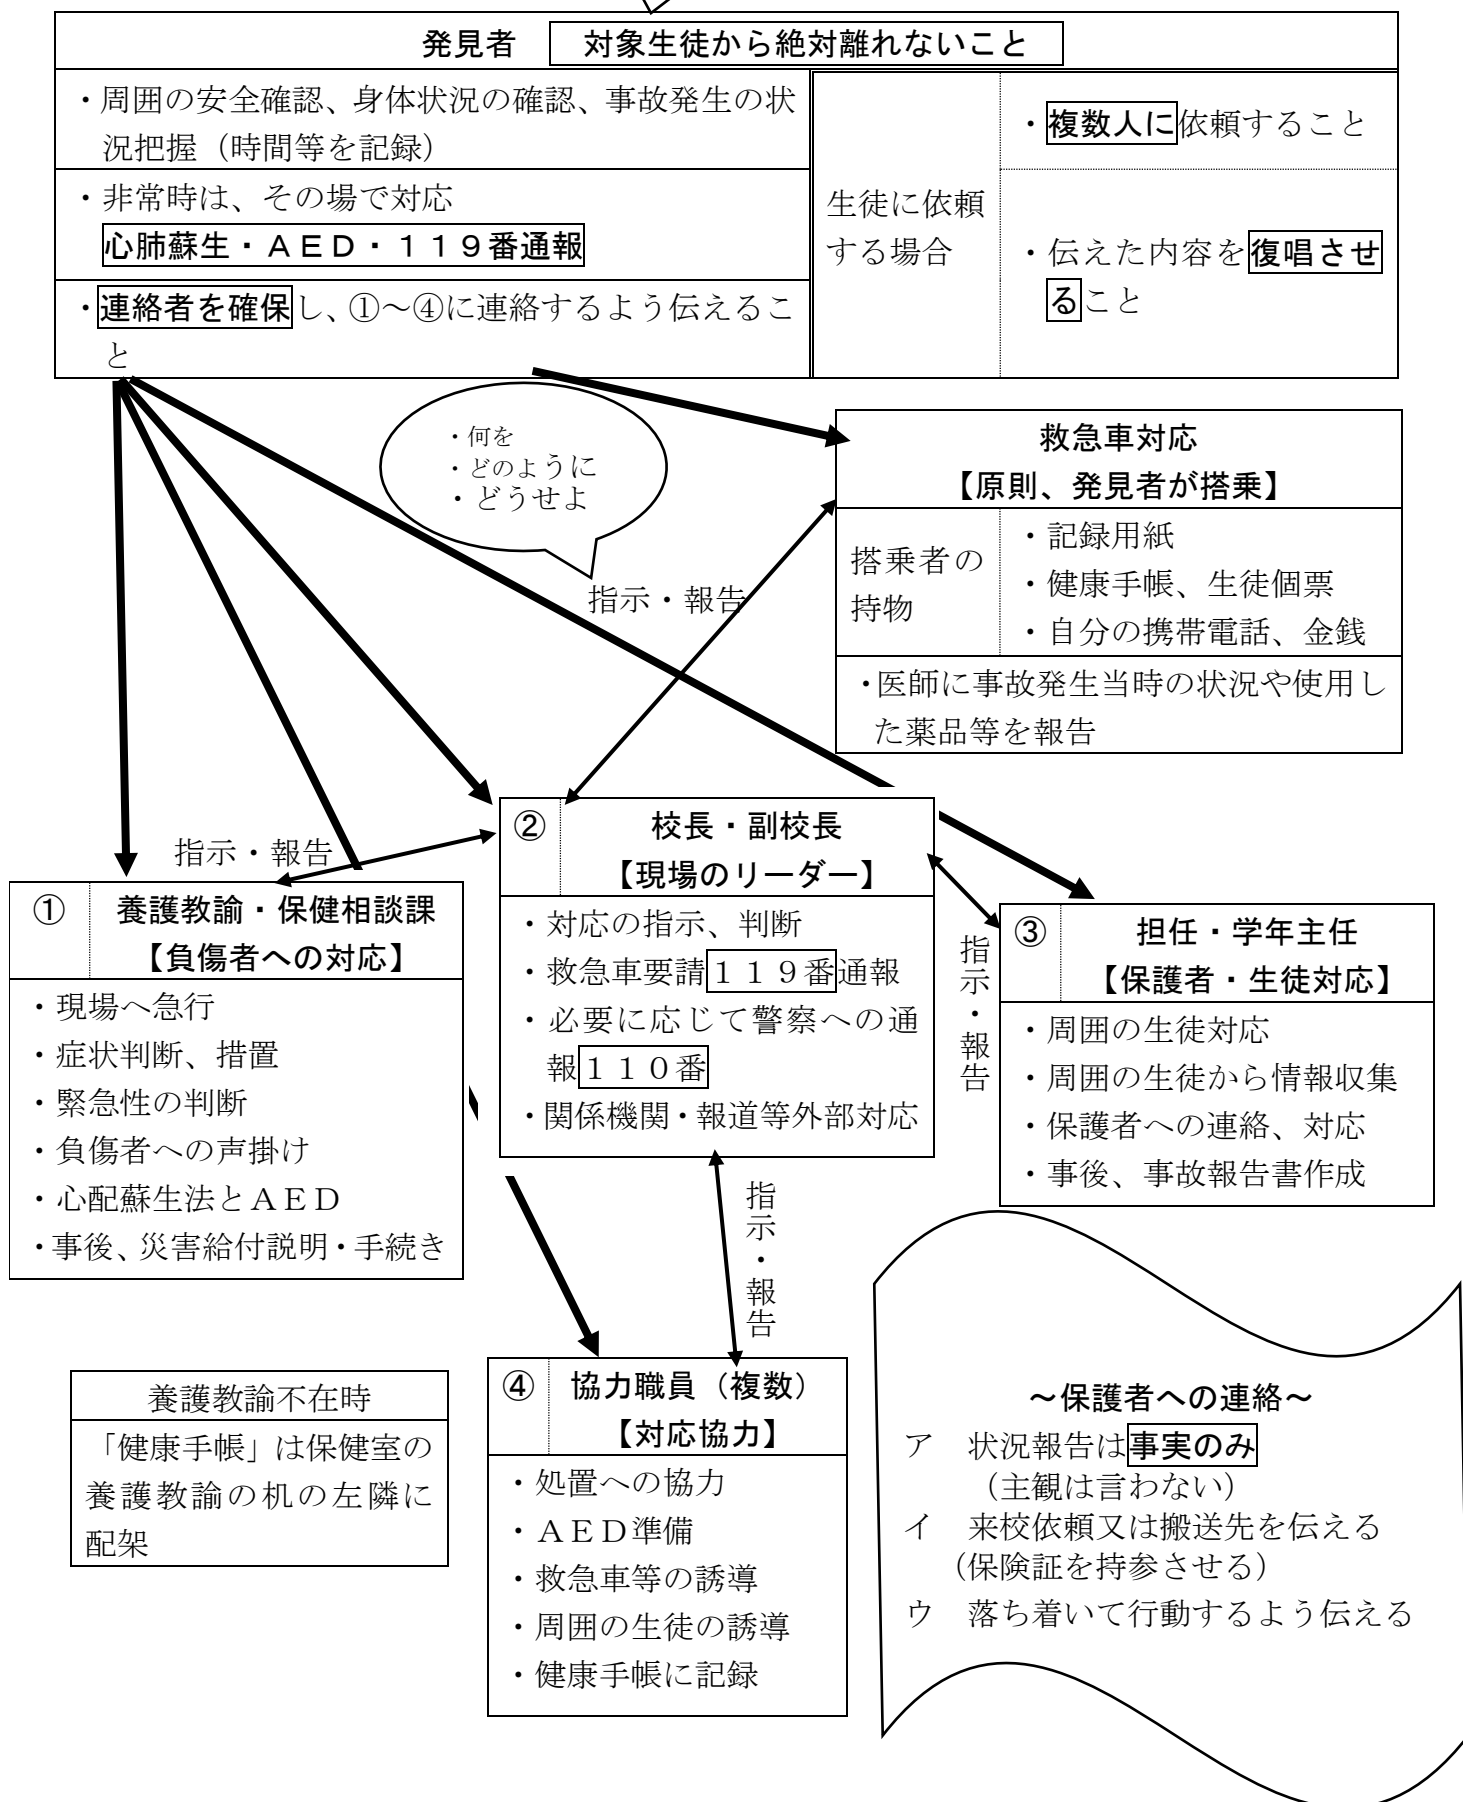 発見者　対象生徒から絶対離れないこと
・周囲の安全確認、身体状況の確認、事故発生の状
況把握（時間等を記録）
・非常時は、その場で対応
心肺蘇生・ＡＥＤ・１１９番通報
・連絡者を確保し、①～④に連絡するよう伝えるこ
と
生徒に依頼
する場合
・複数人に依頼すること
・伝えた内容を復唱させ
ること
・何を
・どのように
・どうせよ
救急車対応
【原則、発見者が搭乗】
搭乗者の
持物
・記録用紙
・健康手帳、生徒個票
・自分の携帯電話、金銭
・医師に事故発生当時の状況や使用し
た薬品等を報告
指示・報告
指示・報告
② 校長・副校長
【現場のリーダー】
・対応の指示、判断
・救急車要請１１９番通報
・必要に応じて警察への通
報１１０番
・関係機関・報道等外部対応
① 養護教諭・保健相談課
【負傷者への対応】
・現場へ急行
・症状判断、措置
・緊急性の判断
・負傷者への声掛け
・心配蘇生法とＡＥＤ
・事後、災害給付説明・手続き
指示・報告
③ 担任・学年主任
【保護者・生徒対応】
・周囲の生徒対応
・周囲の生徒から情報収集
・保護者への連絡、対応
・事後、事故報告書作成
指示・報告
④ 協力職員（複数）
【対応協力】
・処置への協力
・ＡＥＤ準備
・救急車等の誘導
・周囲の生徒の誘導
・健康手帳に記録
養護教諭不在時
「健康手帳」は保健室の
養護教諭の机の左隣に
配架
～保護者への連絡～
ア　状況報告は事実のみ
（主観は言わない）
イ　来校依頼又は搬送先を伝える
（保険証を持参させる）
ウ　落ち着いて行動するよう伝える